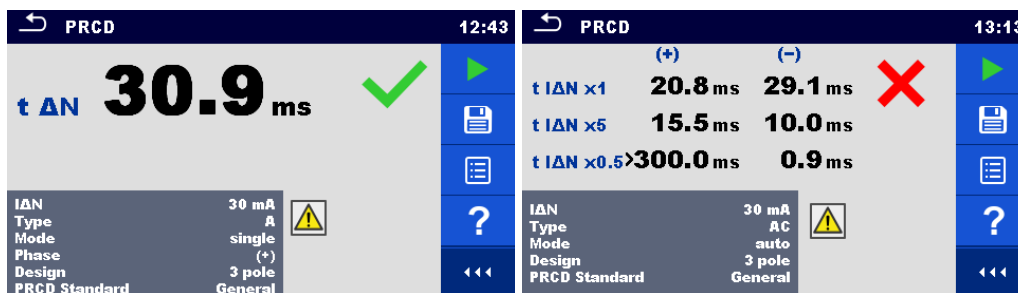 PRCD 12:43
t ΔN 30.9 ms
IΔN 30 mA
Type A
Mode single
Phase (+)
Design 3 pole
PRCD Standard General
?
PRCD 13:13
(+) (-)
t IΔN x1 20.8 ms 29.1 ms
t IΔN x5 15.5 ms 10.0 ms
t IΔN x0.5 >300.0 ms 0.9 ms
IΔN 30 mA
Type AC
Mode auto
Design 3 pole
PRCD Standard General
?